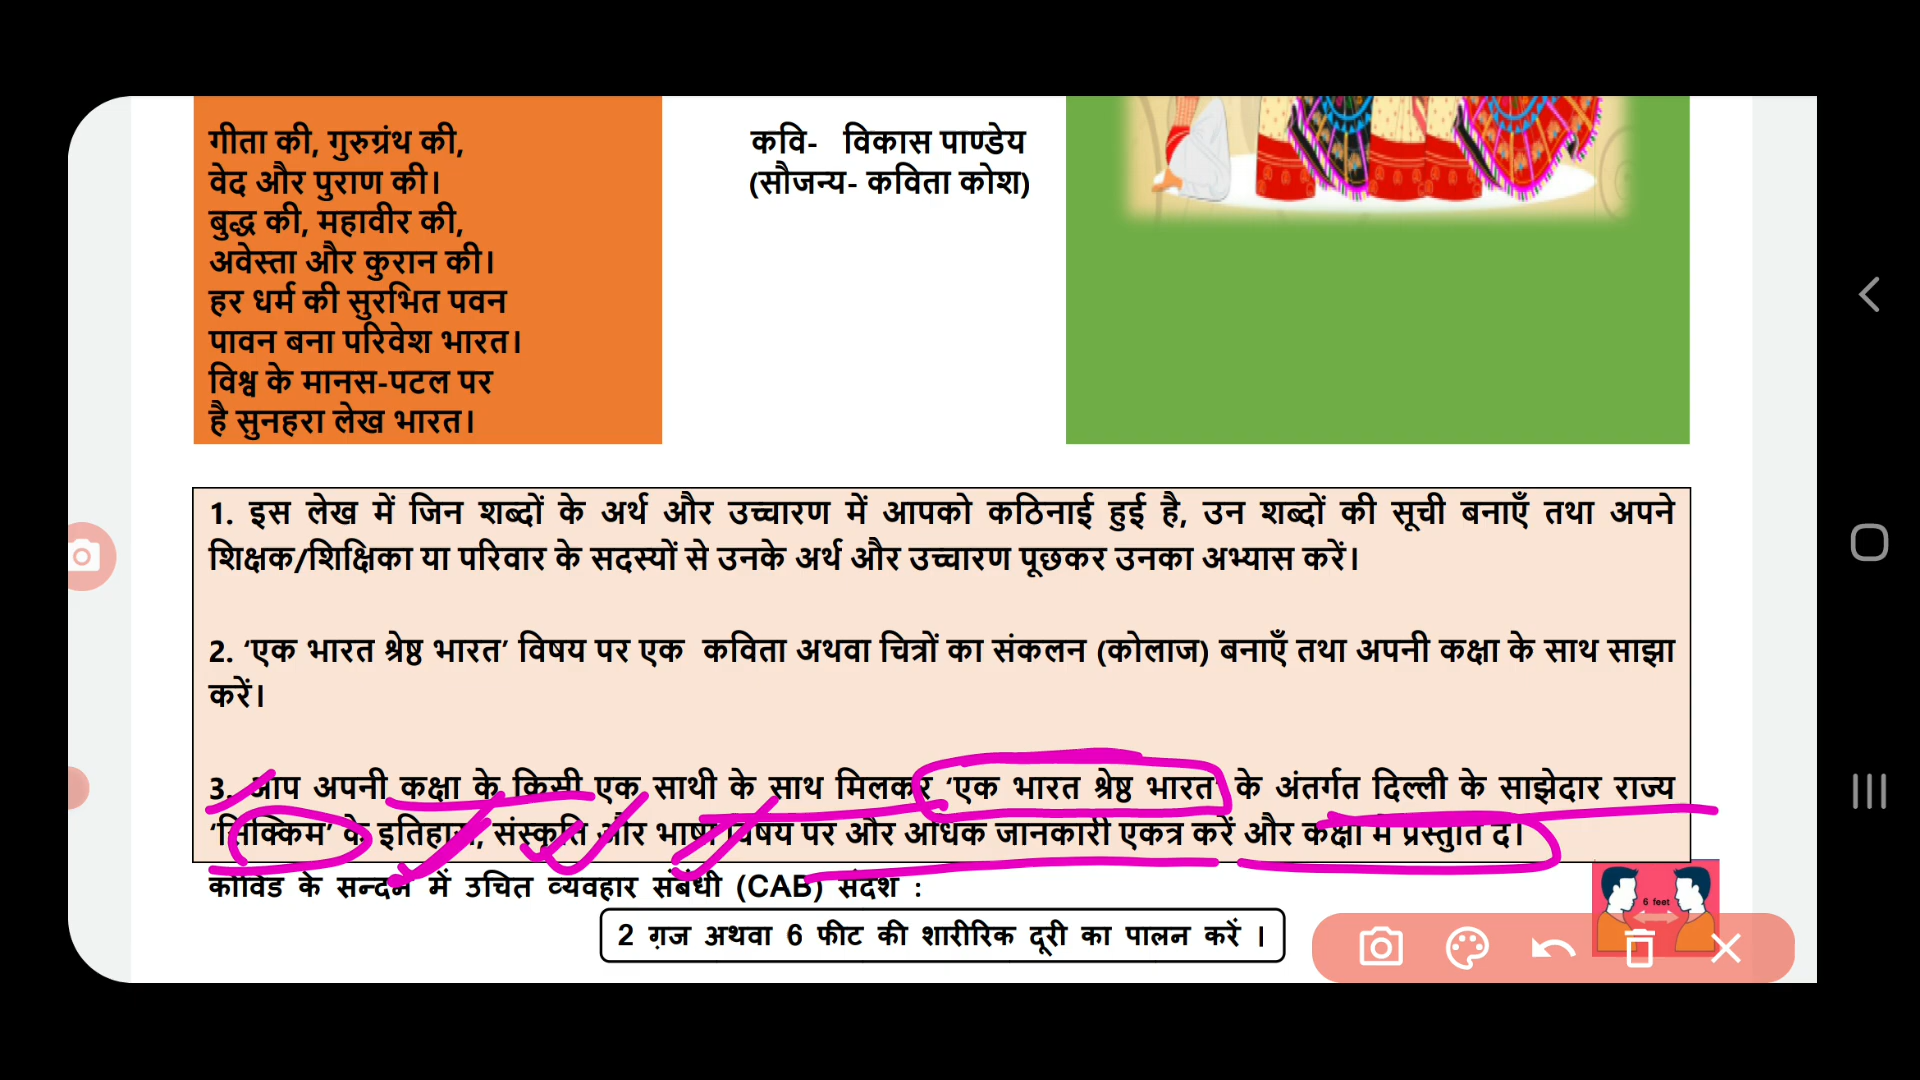 गीता की, गुरुग्रंथ की,
वेद और पुराण की।
बुद्ध की, महावीर की,
अवेस्ता और कुरान की।
हर धर्म की सुरभित पवन
पावन बना परिवेश भारत।
विश्व के मानस-पटल पर
है सुनहरा लेख भारत।
कवि- विकास पाण्डेय
(सौजन्य- कविता कोश)
1. इस लेख में जिन शब्दों के अर्थ और उच्चारण में आपको कठिनाई हुई है, उन शब्दों की सूची बनाएँ तथा अपने
शिक्षक/शिक्षिका या परिवार के सदस्यों से उनके अर्थ और उच्चारण पूछकर उनका अभ्यास करें।
2. ‘एक भारत श्रेष्ठ भारत’ विषय पर एक कविता अथवा चित्रों का संकलन (कोलाज) बनाएँ तथा अपनी कक्षा के साथ साझा
करें।
3. आप अपनी कक्षा के किसी एक साथी के साथ मिलकर ‘एक भारत श्रेष्ठ भारत’ के अंतर्गत दिल्ली के साझेदार राज्य
‘सिक्किम’ के इतिहास, संस्कृति और भाषा विषय पर और अधिक जानकारी एकत्र करें और कक्षा में प्रस्तुति दें।
कोविड के सन्दर्भ में उचित व्यवहार संबंधी (CAB) संदेश :
2 ग़ज अथवा 6 फीट की शारीरिक दूरी का पालन करें ।
6 feet